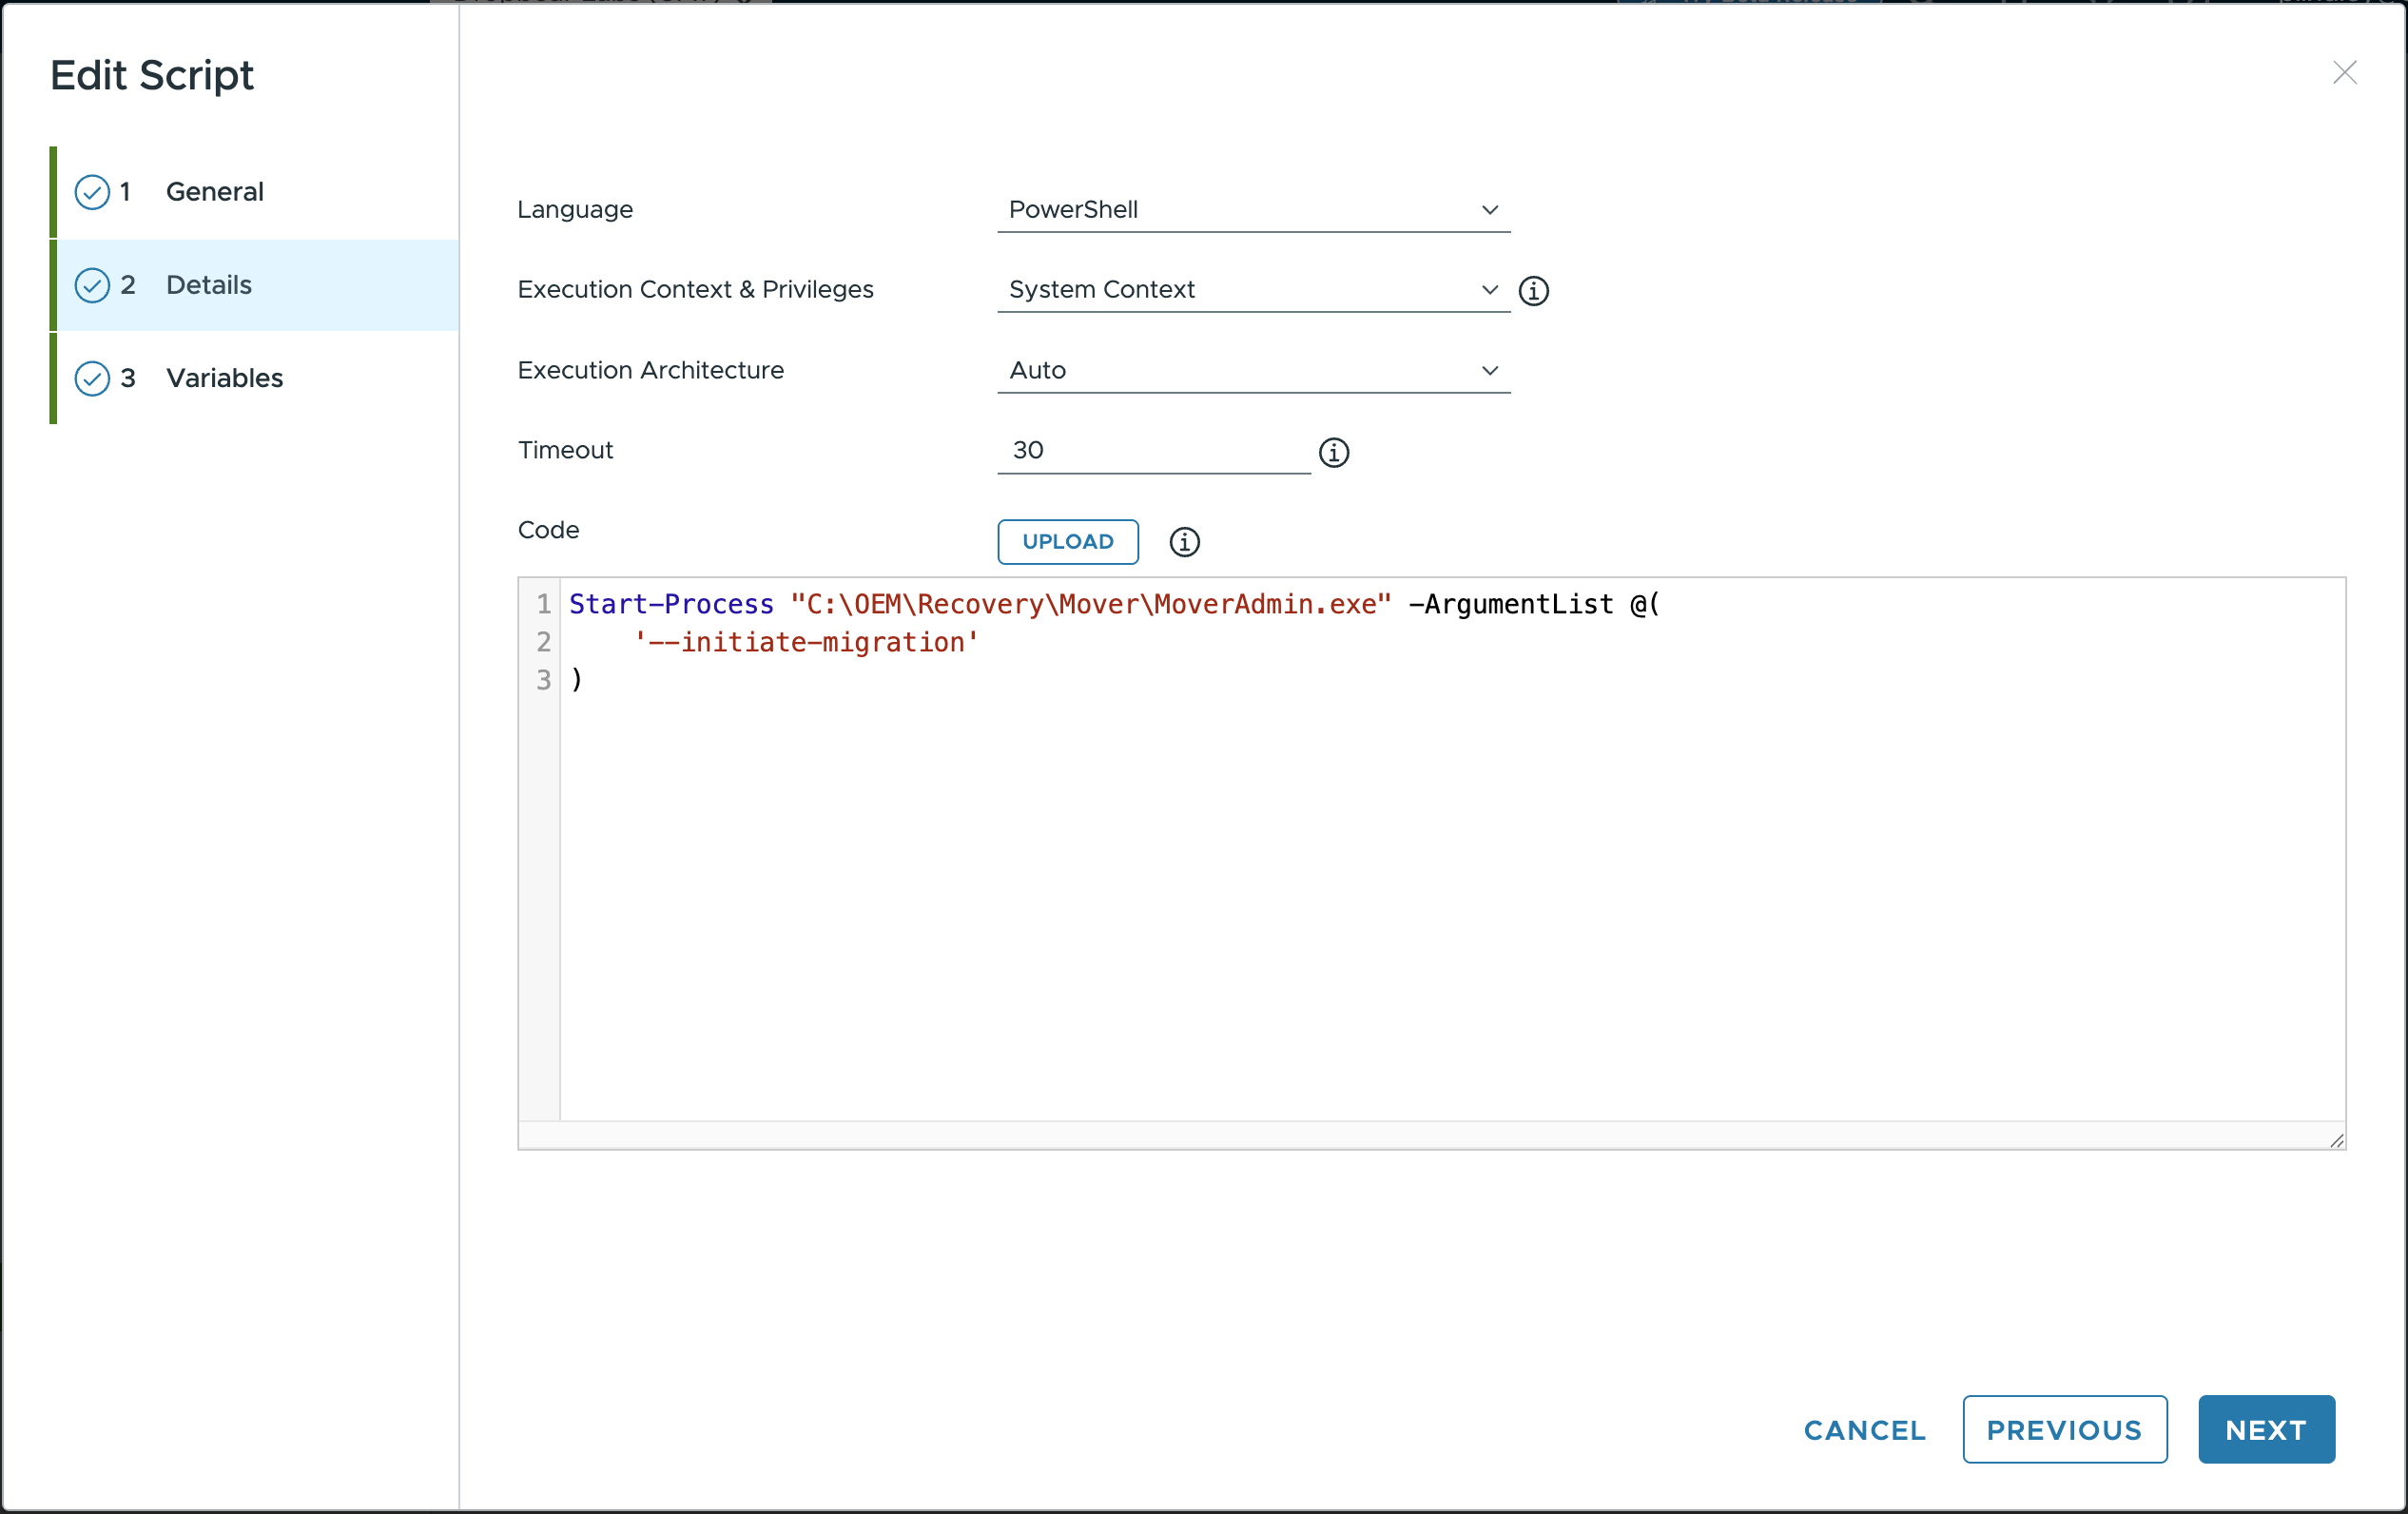 Edit Script
1 General
2 Details
3 Variables
Language PowerShell
Execution Context & Privileges System Context
Execution Architecture Auto
Timeout 30
Code UPLOAD
1 Start-Process "C:\OEM\Recovery\Mover\MoverAdmin.exe" -ArgumentList @(
2 '--initiate-migration'
3 )
CANCEL PREVIOUS NEXT